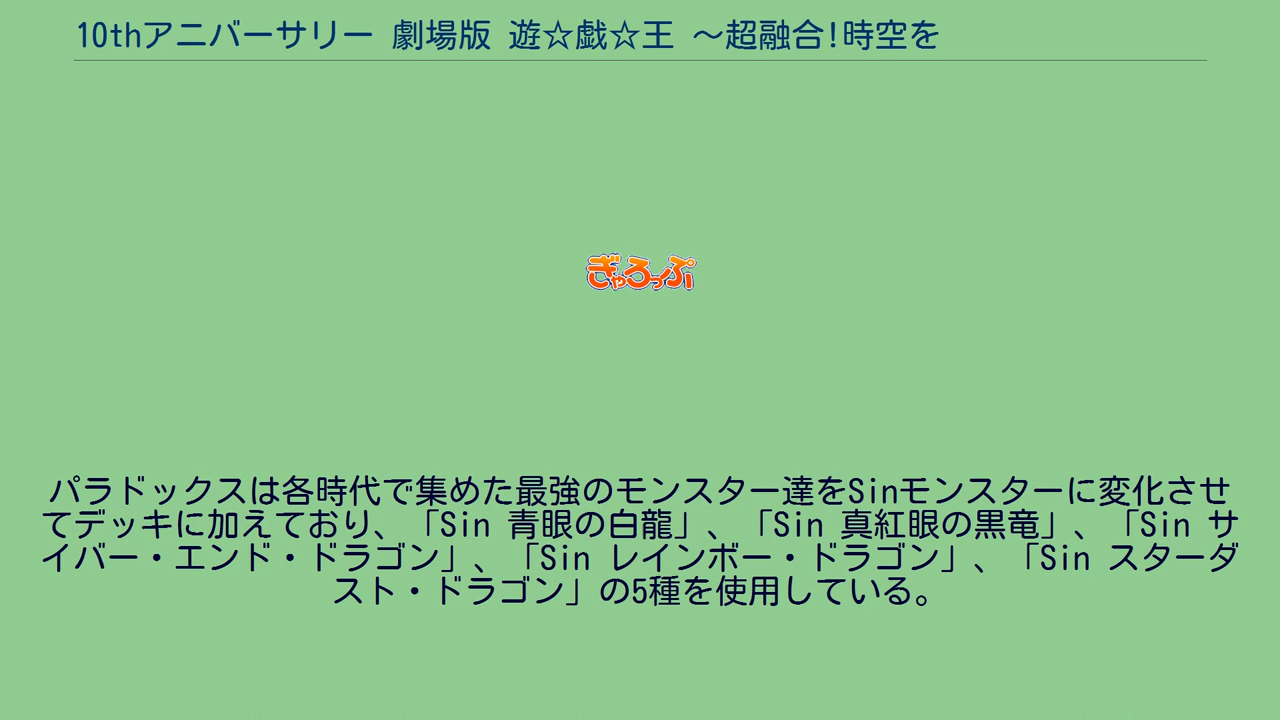 10thアニバーサリー 劇場版 遊☆戯☆王 ～超融合!時空を
ぎゃろっぷ
パラドックスは各時代で集めた最強のモンスター達をSinモンスターに変化させ
てデッキに加えており、「Sin 青眼の白龍」、「Sin 真紅眼の黒竜」、「Sin サ
イバー・エンド・ドラゴン」、「Sin レインボー・ドラゴン」、「Sin スターダ
スト・ドラゴン」の5種を使用している。